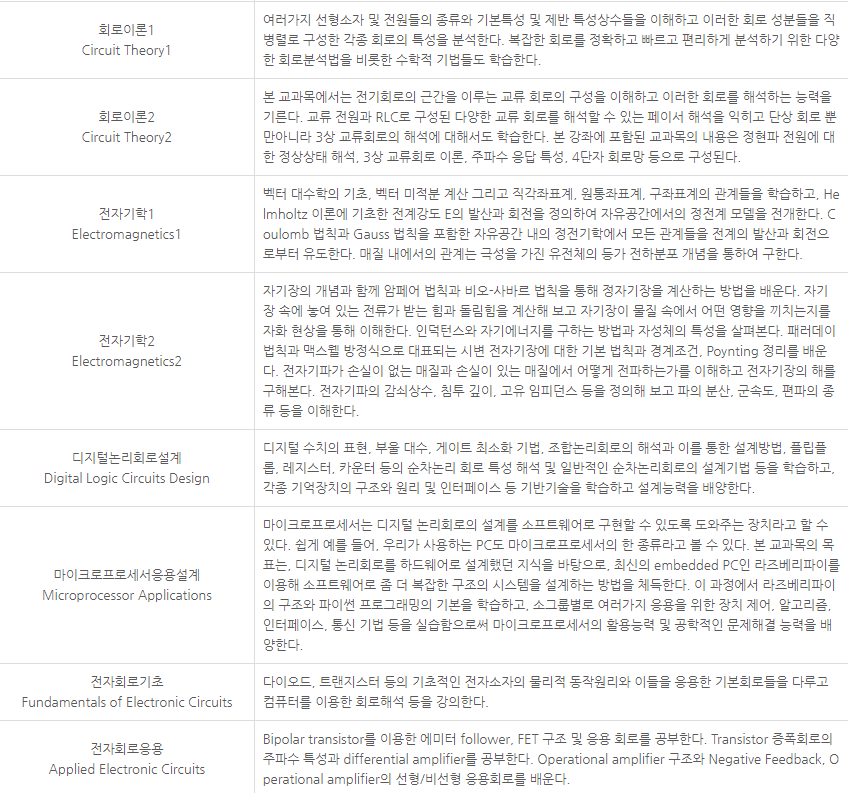 회로이론1
Circuit Theory1
여러가지 선형소자 및 전원들의 종류와 기본특성 및 제반 특성상수들을 이해하고 이러한 회로 성분들을 직
병렬로 구성한 각종 회로의 특성을 분석한다. 복잡한 회로를 정확하고 빠르고 편리하게 분석하기 위한 다양
한 회로분석법을 비롯한 수학적 기법들도 학습한다.
회로이론2
Circuit Theory2
본 교과목에서는 전기회로의 근간을 이루는 교류 회로의 구성을 이해하고 이러한 회로를 해석하는 능력을
기른다. 교류 전원과 RLC로 구성된 다양한 교류 회로를 해석할 수 있는 페이서 해석을 익히고 단상 회로 뿐
만아니라 3상 교류회로의 해석에 대해서도 학습한다. 본 강좌에 포함된 교과목의 내용은 정현파 전원에 대
한 정상상태 해석, 3상 교류회로 이론, 주파수 응답 특성, 4단자 회로망 등으로 구성된다.
전자기학1
Electromagnetics1
벡터 대수학의 기초, 벡터 미적분 계산 그리고 직각좌표계, 원통좌표계, 구좌표계의 관계들을 학습하고, He
lmholtz 이론에 기초한 전계강도 E의 발산과 회전을 정의하여 자유공간에서의 정전계 모델을 전개한다. C
oulomb 법칙과 Gauss 법칙을 포함한 자유공간 내의 정전기학에서 모든 관계들을 전계의 발산과 회전으
로부터 유도한다. 매질 내에서의 관계는 극성을 가진 유전체의 등가 전하분포 개념을 통하여 구한다.
전자기학2
Electromagnetics2
자기장의 개념과 함께 암페어 법칙과 비오-사바르 법칙을 통해 정자기장을 계산하는 방법을 배운다. 자기
장 속에 놓여 있는 전류가 받는 힘과 돌림힘을 계산해 보고 자기장이 물질 속에서 어떤 영향을 끼치는지를
자화 현상을 통해 이해한다. 인덕턴스와 자기에너지를 구하는 방법과 자성체의 특성을 살펴본다. 패러데이
법칙과 맥스웰 방정식으로 대표되는 시변 전자기장에 대한 기본 법칙과 경계조건, Poynting 정리를 배운
다. 전자기파가 손실이 없는 매질과 손실이 있는 매질에서 어떻게 전파하는가를 이해하고 전자기장의 해를
구해본다. 전자기파의 감쇠상수, 침투 깊이, 고유 임피던스 등을 정의해 보고 파의 분산, 군속도, 편파의 종
류 등을 이해한다.
디지털논리회로설계
Digital Logic Circuits Design
디지털 수치의 표현, 부울 대수, 게이트 최소화 기법, 조합논리회로의 해석과 이를 통한 설계방법, 플립플
롭, 레지스터, 카운터 등의 순차논리 회로 특성 해석 및 일반적인 순차논리회로의 설계기법 등을 학습하고,
각종 기억장치의 구조와 원리 및 인터페이스 등 기반기술을 학습하고 설계능력을 배양한다.
마이크로프로세서응용설계
Microprocessor Applications
마이크로프로세서는 디지털 논리회로의 설계를 소프트웨어로 구현할 수 있도록 도와주는 장치라고 할 수
있다. 쉽게 예를 들어, 우리가 사용하는 PC도 마이크로프로세서의 한 종류라고 볼 수 있다. 본 교과목의 목
표는, 디지털 논리회로를 하드웨어로 설계했던 지식을 바탕으로, 최신의 embedded PC인 라즈베리파이를
이용해 소프트웨어로 좀 더 복잡한 구조의 시스템을 설계하는 방법을 체득한다. 이 과정에서 라즈베리파이
의 구조와 파이썬 프로그래밍의 기본을 학습하고, 소그룹별로 여러가지 응용을 위한 장치 제어, 알고리즘,
인터페이스, 통신 기법 등을 실습함으로써 마이크로프로세서의 활용능력 및 공학적인 문제해결 능력을 배
양한다.
전자회로기초
Fundamentals of Electronic Circuits
다이오드, 트랜지스터 등의 기초적인 전자소자의 물리적 동작원리와 이들을 응용한 기본회로들을 다루고
컴퓨터를 이용한 회로해석 등을 강의한다.
전자회로응용
Applied Electronic Circuits
Bipolar transistor를 이용한 에미터 follower, FET 구조 및 응용 회로를 공부한다. Transistor 증폭회로의
주파수 특성과 differential amplifier를 공부한다. Operational amplifier 구조와 Negative Feedback, O
perational amplifier의 선형/비선형 응용회로를 배운다.